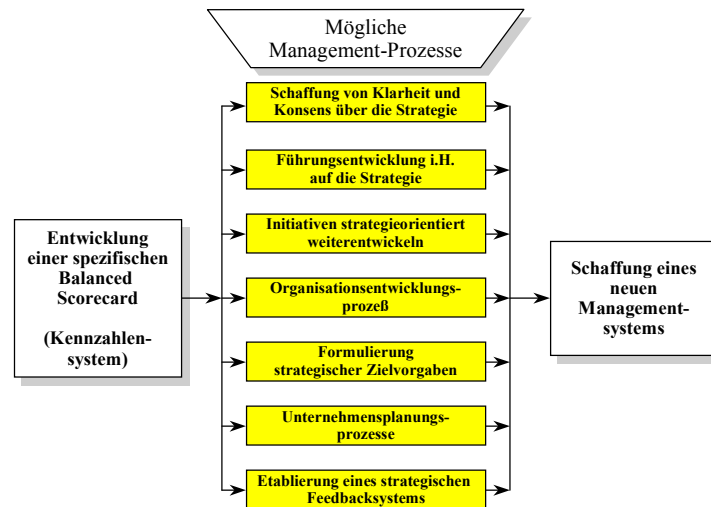 Mögliche
Management-Prozesse
Schaffung von Klarheit und
Konsens über die Strategie
Führungsentwicklung i.H.
auf die Strategie
Initiativen strategieorientiert
weiterentwickeln
Organisationsentwicklungs-
prozeß
Formulierung
strategischer Zielvorgaben
Unternehmensplanungs-
prozesse
Etablierung eines strategischen
Feedbacksystems
Entwicklung
einer spezifischen
Balanced
Scorecard
(Kennzahlen-
system)
Schaffung eines
neuen
Management-
systems